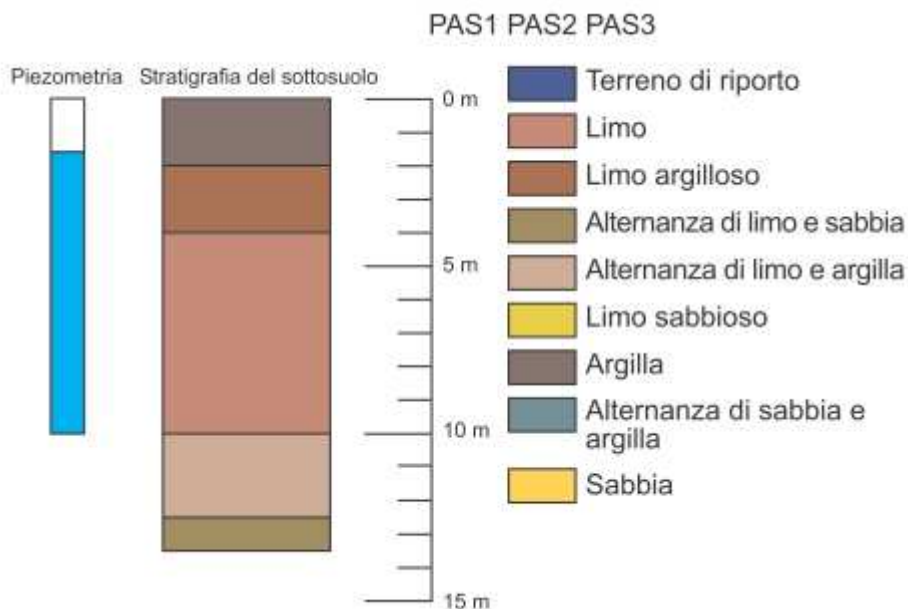 PAS1 PAS2 PAS3
Piezometria
Stratigrafia del sottosuolo
0 m
5 m
10 m
15 m
Terreno di riporto
Limo
Limo argilloso
Alternanza di limo e sabbia
Alternanza di limo e argilla
Limo sabbioso
Argilla
Alternanza di sabbia e
argilla
Sabbia